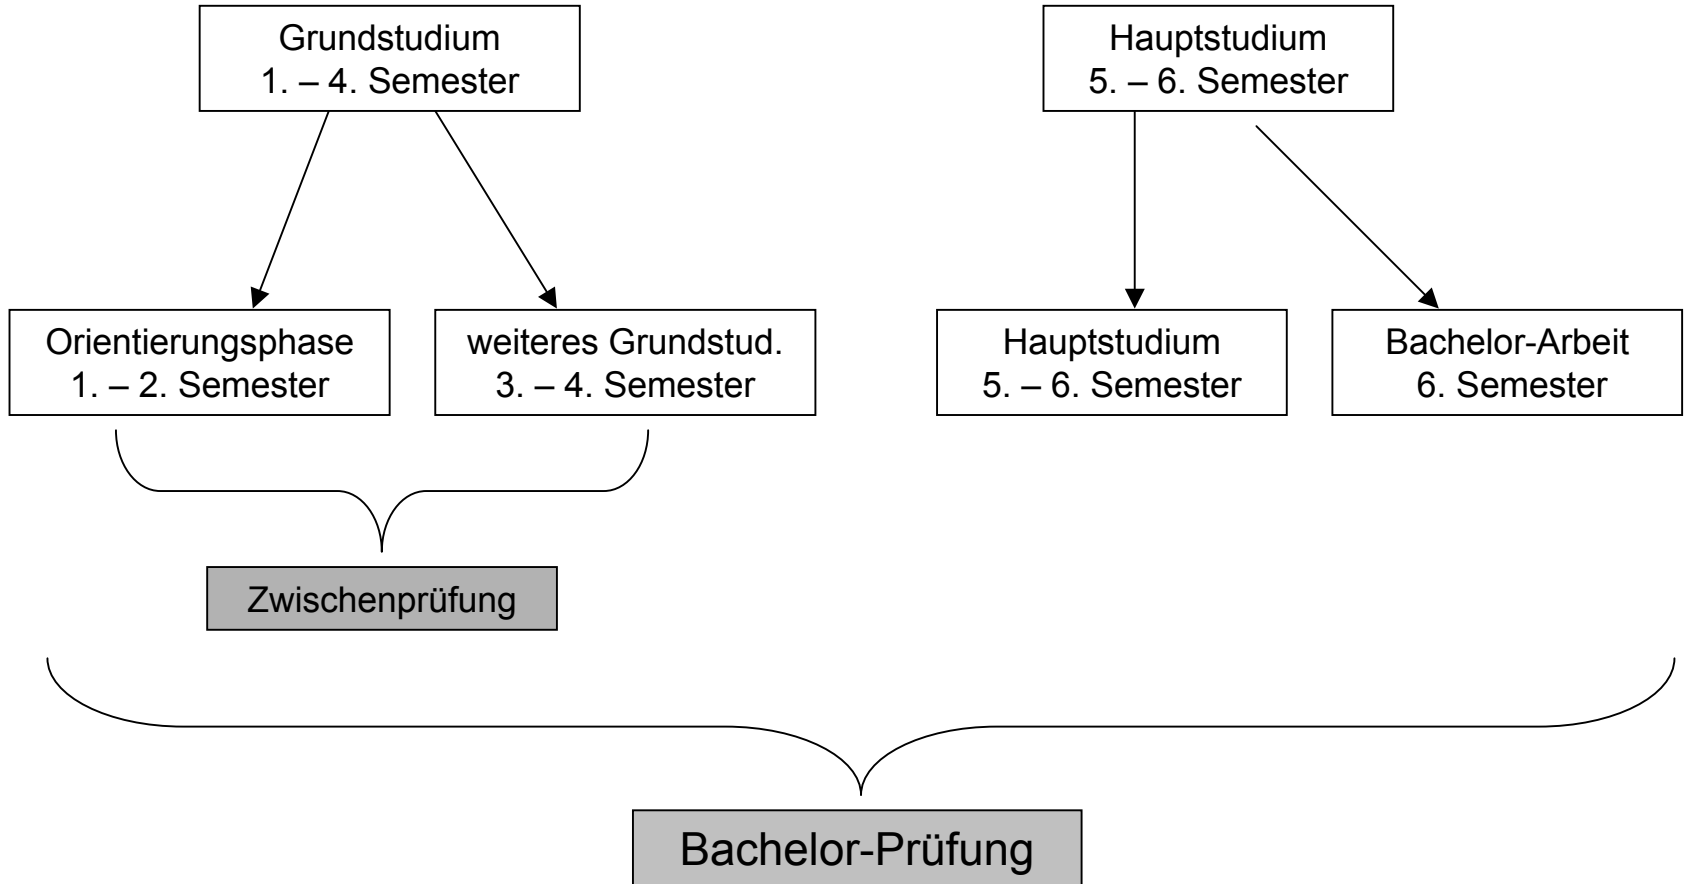 Grundstudium
1. – 4. Semester
Hauptstudium
5. – 6. Semester
Orientierungsphase
1. – 2. Semester
weiteres Grundstud.
3. – 4. Semester
Hauptstudium
5. – 6. Semester
Bachelor-Arbeit
6. Semester
Zwischenprüfung
Bachelor-Prüfung